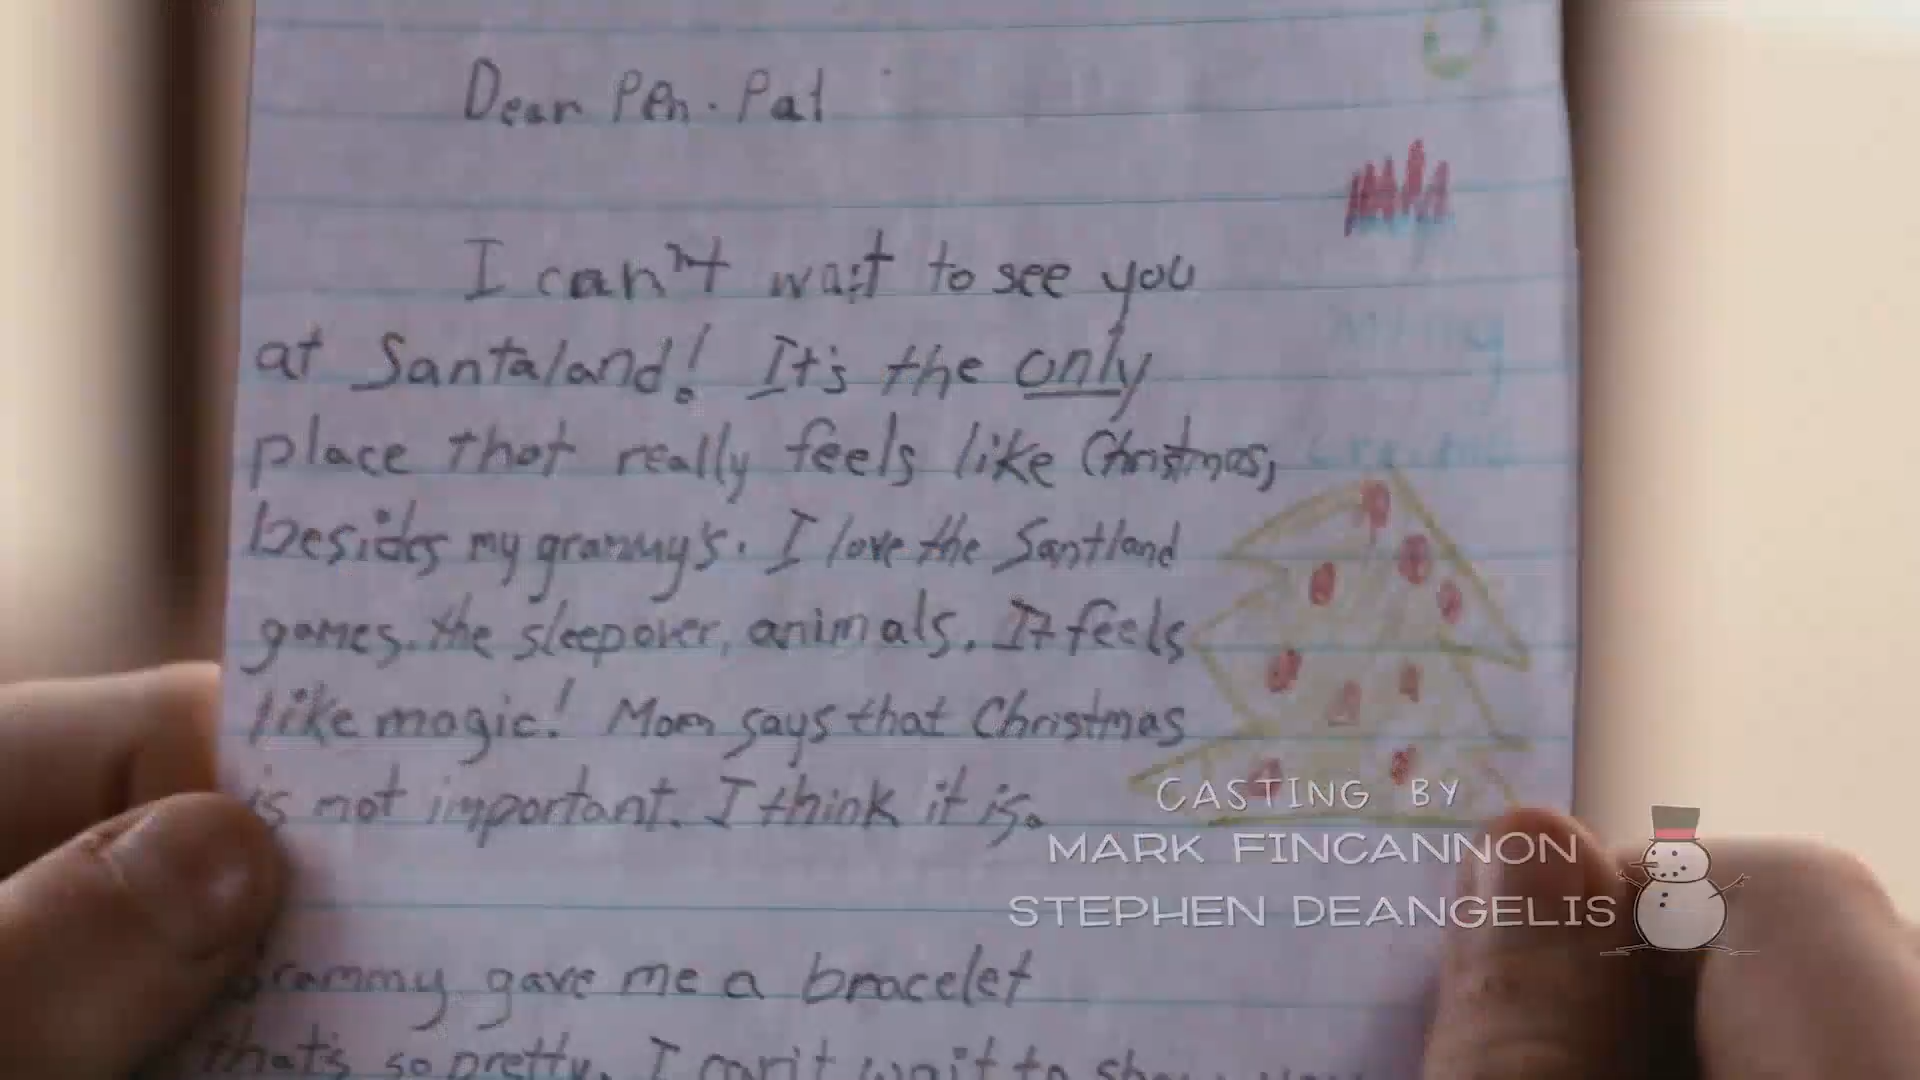 Dear Pen-Pal
I can't wait to see you
at Santaland! It's the only
place that really feels like Christmas,
besides my grammy's. I love the Santland
games, the sleepover, animals. It feels
like magic! Mom says that Christmas
is not important. I think it is.
CASTING BY
MARK FINCANNON
STEPHEN DEANGELIS
Grammy gave me a bracelet
that's so pretty. I can't wait to show you